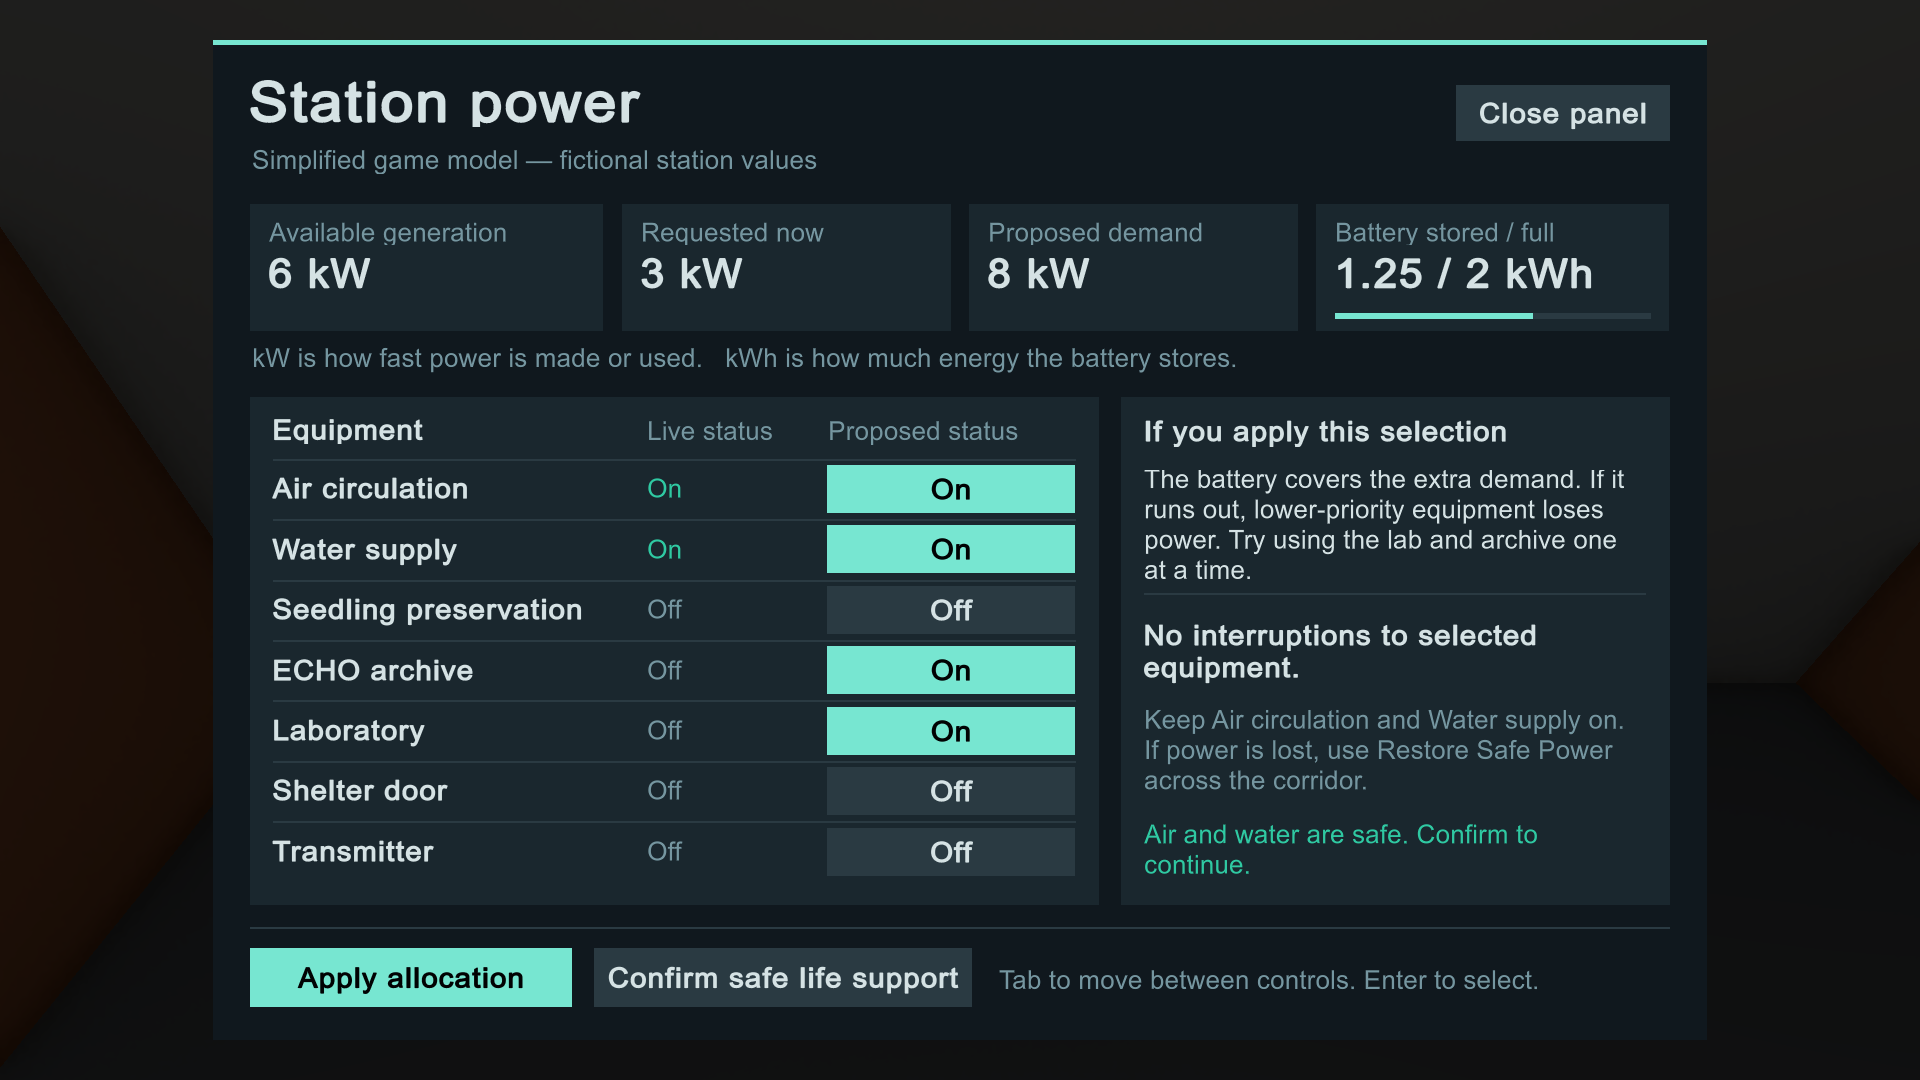 Station power
Close panel
Simplified game model — fictional station values
Available generation
6 kW
Requested now
3 kW
Proposed demand
8 kW
Battery stored / full
1.25 / 2 kWh
kW is how fast power is made or used. kWh is how much energy the battery stores.
Equipment Live status Proposed status
Air circulation On On
Water supply On On
Seedling preservation Off Off
ECHO archive Off On
Laboratory Off On
Shelter door Off Off
Transmitter Off Off
If you apply this selection
The battery covers the extra demand. If it
runs out, lower-priority equipment loses
power. Try using the lab and archive one
at a time.
No interruptions to selected
equipment.
Keep Air circulation and Water supply on.
If power is lost, use Restore Safe Power
across the corridor.
Air and water are safe. Confirm to
continue.
Apply allocation
Confirm safe life support
Tab to move between controls. Enter to select.